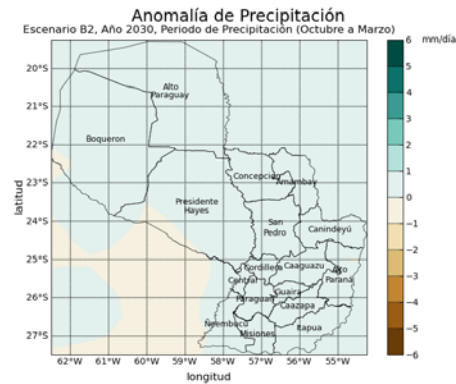 Anomalía de Precipitación
Escenario B2, Año 2030, Periodo de Precipitación (Octubre a Marzo)
mm/día
6
5
4
3
2
1
0
−1
−2
−3
−4
−5
−6
20°S
21°S
22°S
23°S
24°S
25°S
26°S
27°S
latitud
Alto
Paraguay
Boqueron
Concepción
Amambay
Presidente
Hayes
San
Pedro
Canindeyú
Cordillera
Caaguazu
Alto
Paraná
Central
Guaira
Paraguari
Caazapa
Ñeembucú
Misiones
Itapua
62°W
61°W
60°W
59°W
58°W
57°W
56°W
55°W
longitud